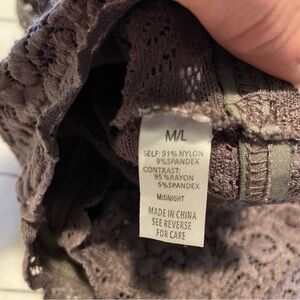 M/L
SELF: 91% NYLON
9%SPANDEX
CONTRAST:
95%RAYON
5%SPANDEX
MIDNIGHT
MADE IN CHINA
SEE REVERSE
FOR CARE